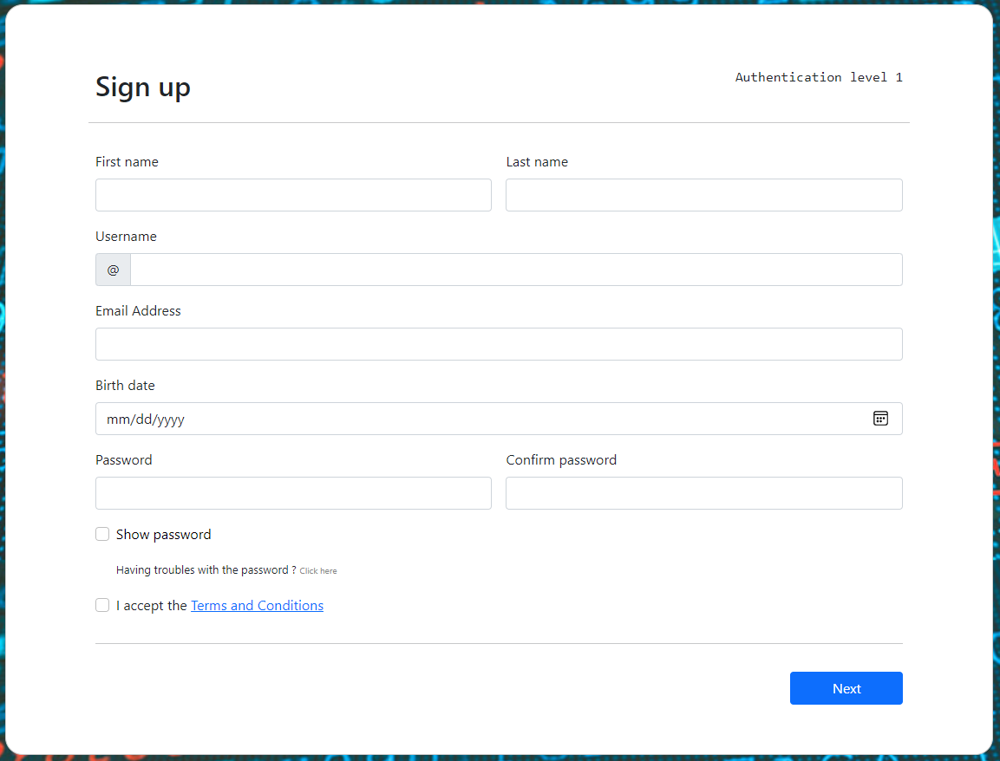 Sign up
Authentication level 1
First name
Last name
Username
@
Email Address
Birth date
mm/dd/yyyy
Password
Confirm password
Show password
Having troubles with the password ? Click here
I accept the Terms and Conditions
Next